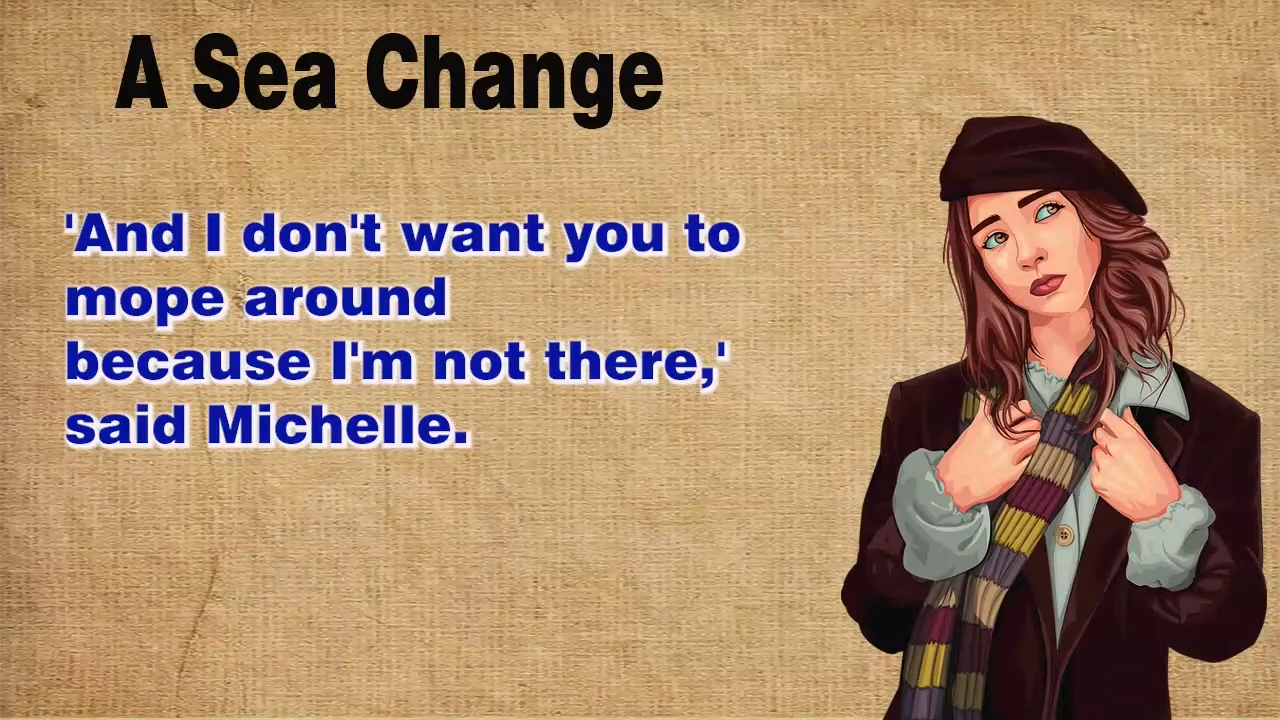 A Sea Change
'And I don't want you to
mope around
because I'm not there,'
said Michelle.